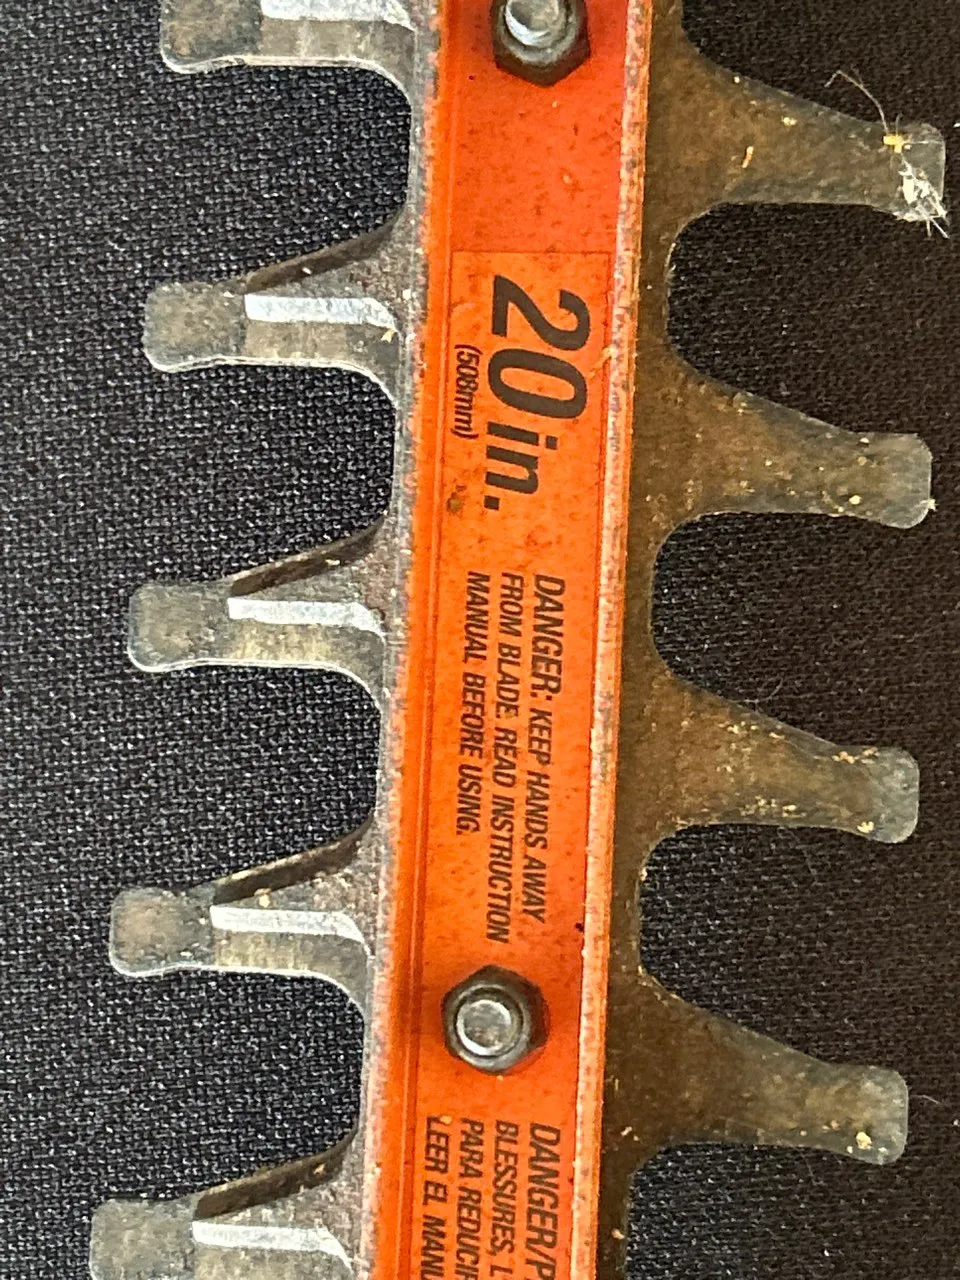 20 in.
(508mm)
DANGER: KEEP HANDS AWAY
FROM BLADE. READ INSTRUCTION
MANUAL BEFORE USING.
DANGER/P
BLESSURES, L
PARA REDUCIR
LEER EL MANU